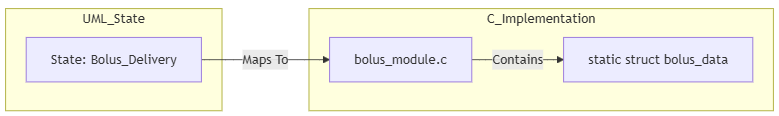 UML_State
State: Bolus_Delivery
Maps To
C_Implementation
bolus_module.c
Contains
static struct bolus_data